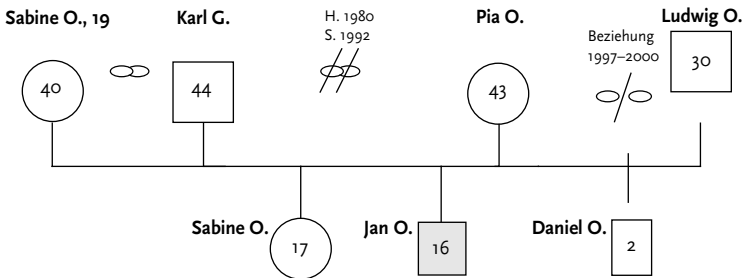 Sabine O., 19
Karl G.
H. 1980
S. 1992
Pia O.
Ludwig O.
Beziehung
1997–2000
40
44
43
30
Sabine O.
17
Jan O.
16
Daniel O.
2